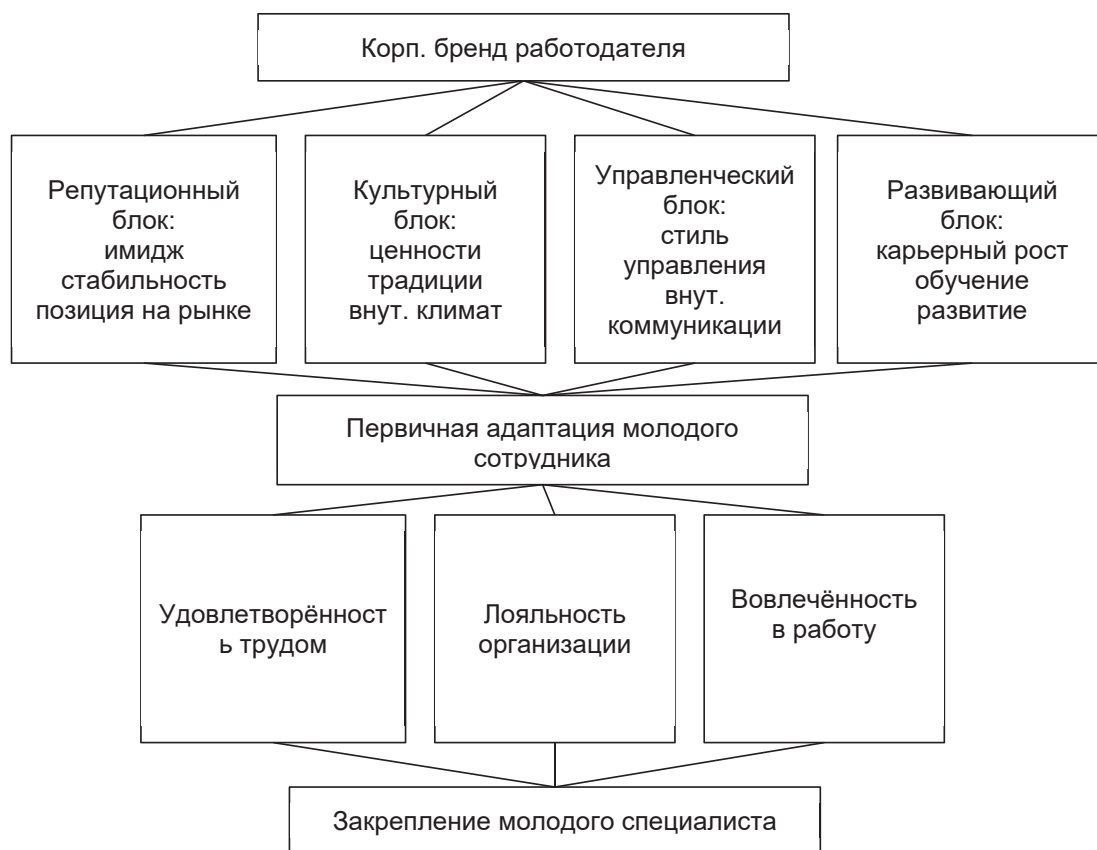 Корп. бренд работодателя
Репутационный
блок:
имидж
стабильность
позиция на рынке
Культурный
блок:
ценности
традиции
внут. климат
Управленческий
блок:
стиль
управления
внут.
коммуникации
Развивающий
блок:
карьерный рост
обучение
развитие
Первичная адаптация молодого
сотрудника
Удовлетворённост
ь трудом
Лояльность
организации
Вовлечённость
в работу
Закрепление молодого специалиста